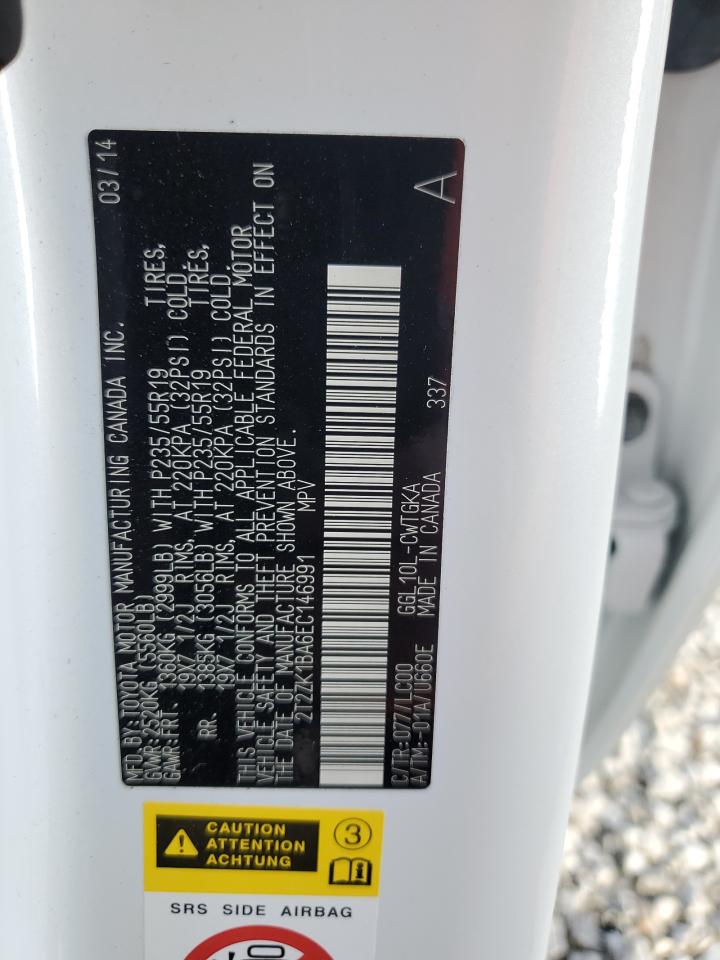 MFD. BY: TOYOTA MOTOR MANUFACTURING CANADA INC. 03/14
GVWR: 2520KG (5560LB)
GAWR: FRT. 1360KG (2999LB) WITH P235/55R19 TIRES,
19X7 1/2J RIMS, AT 220KPA (32PSI) COLD.
RR. 1385KG (3056LB) WITH P235/55R19 TIRES,
19X7 1/2J RIMS, AT 220KPA (32PSI) COLD.
THIS VEHICLE CONFORMS TO ALL APPLICABLE FEDERAL MOTOR
VEHICLE SAFETY AND THEFT PREVENTION STANDARDS IN EFFECT ON
THE DATE OF MANUFACTURE SHOWN ABOVE.
2T2ZK1BA6EC146991 MPV
C/TR:077/LC00 GGL10L-CWTGKA
A/TM:-01A/U660E MADE IN CANADA 337 A
CAUTION
ATTENTION
ACHTUNG
3
SRS SIDE AIRBAG